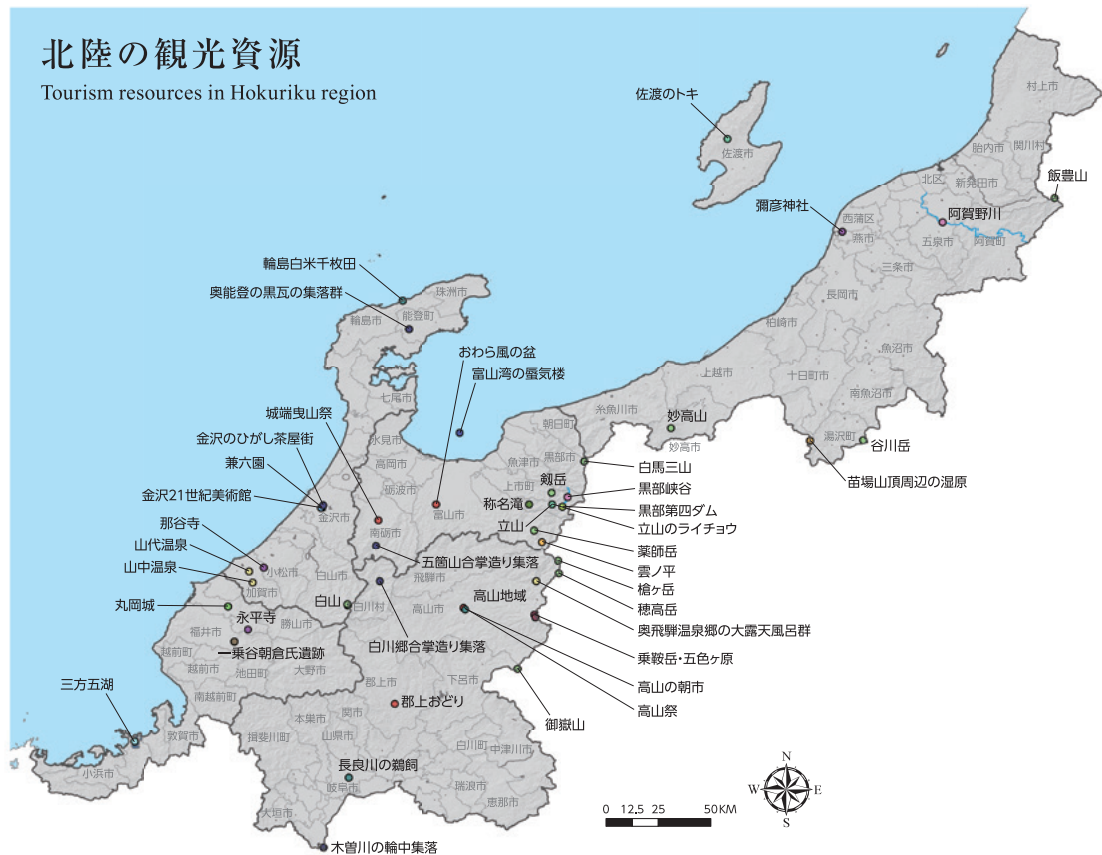 北陸の観光資源
Tourism resources in Hokuriku region
佐渡のトキ
佐渡市
村上市
胎内市
関川村
北区
新発田市
飯豊山
彌彦神社
西蒲区
燕市
阿賀野川
五泉市
阿賀町
三条市
長岡市
柏崎市
魚沼市
十日町市
南魚沼市
上越市
糸魚川市
妙高山
妙高市
湯沢町
谷川岳
苗場山頂周辺の湿原
輪島白米千枚田
奥能登の黒瓦の集落群
珠洲市
能登町
輪島市
七尾市
おわら風の盆
富山湾の蜃気楼
城端曳山祭
金沢のひがし茶屋街
兼六園
金沢21世紀美術館
那谷寺
山代温泉
山中温泉
丸岡城
氷見市
高岡市
砺波市
富山市
南砺市
金沢市
朝日町
黒部市
魚津市
上市町
剱岳
称名滝
立山
白馬三山
黒部峡谷
黒部第四ダム
立山のライチョウ
薬師岳
雲ノ平
槍ヶ岳
穂高岳
奥飛騨温泉郷の大露天風呂群
乗鞍岳・五色ヶ原
高山の朝市
高山祭
五箇山合掌造り集落
飛騨市
高山地域
高山市
白川村
白川郷合掌造り集落
小松市
白山市
加賀市
白山
永平寺
勝山市
福井市
一乗谷朝倉氏遺跡
越前町
越前市
池田町
大野市
南越前町
三方五湖
敦賀市
小浜市
郡上市
下呂市
御嶽山
郡上おどり
本巣市
関市
山県市
揖斐川町
白川町
中津川市
長良川の鵜飼
岐阜市
瑞浪市
恵那市
大垣市
木曽川の輪中集落
0 12.5 25 50KM
N
W E
S